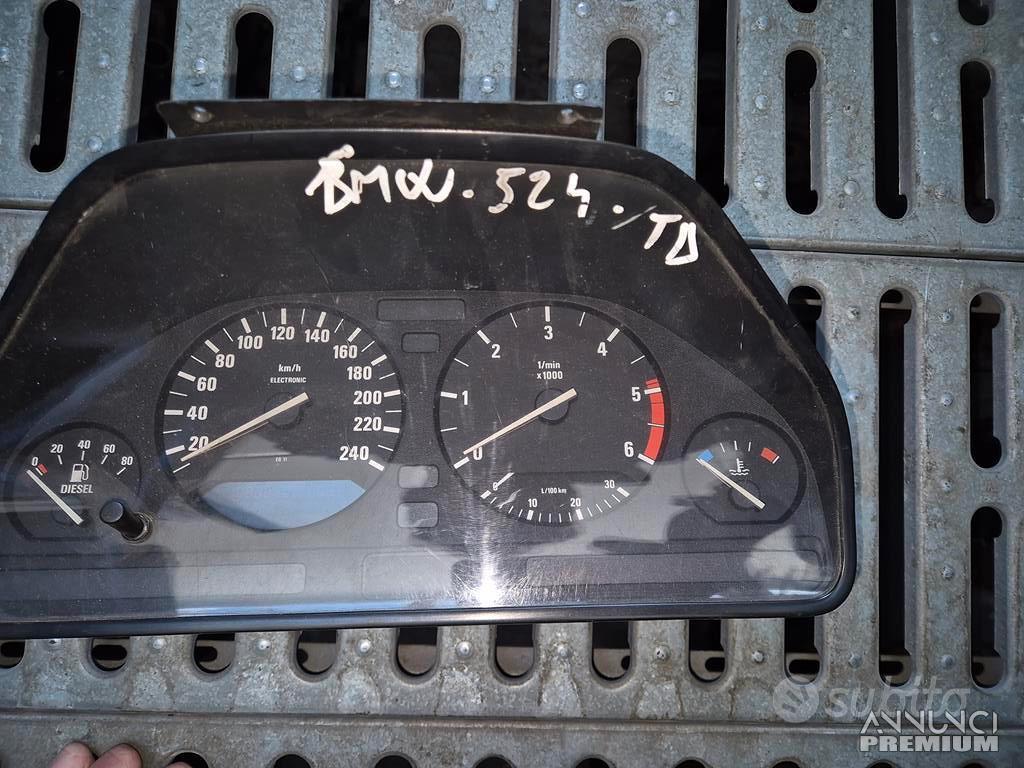 BMW. 524. TD
20 40 60 80 100 120 140 160 180 200 220 240
km/h
ELECTRONIC
0 1 2 3 4 5 6
1/min
x1000
0 20 40 60 80
DIESEL
0 10 20 30
L/100 km
subito
ANNUNCI
PREMIUM